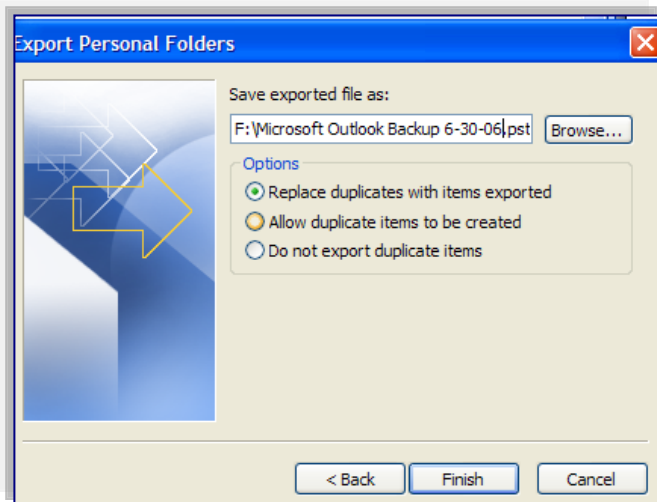 Export Personal Folders
Save exported file as:
F:\Microsoft Outlook Backup 6-30-06.pst
Browse...
Options
Replace duplicates with items exported
Allow duplicate items to be created
Do not export duplicate items
< Back
Finish
Cancel